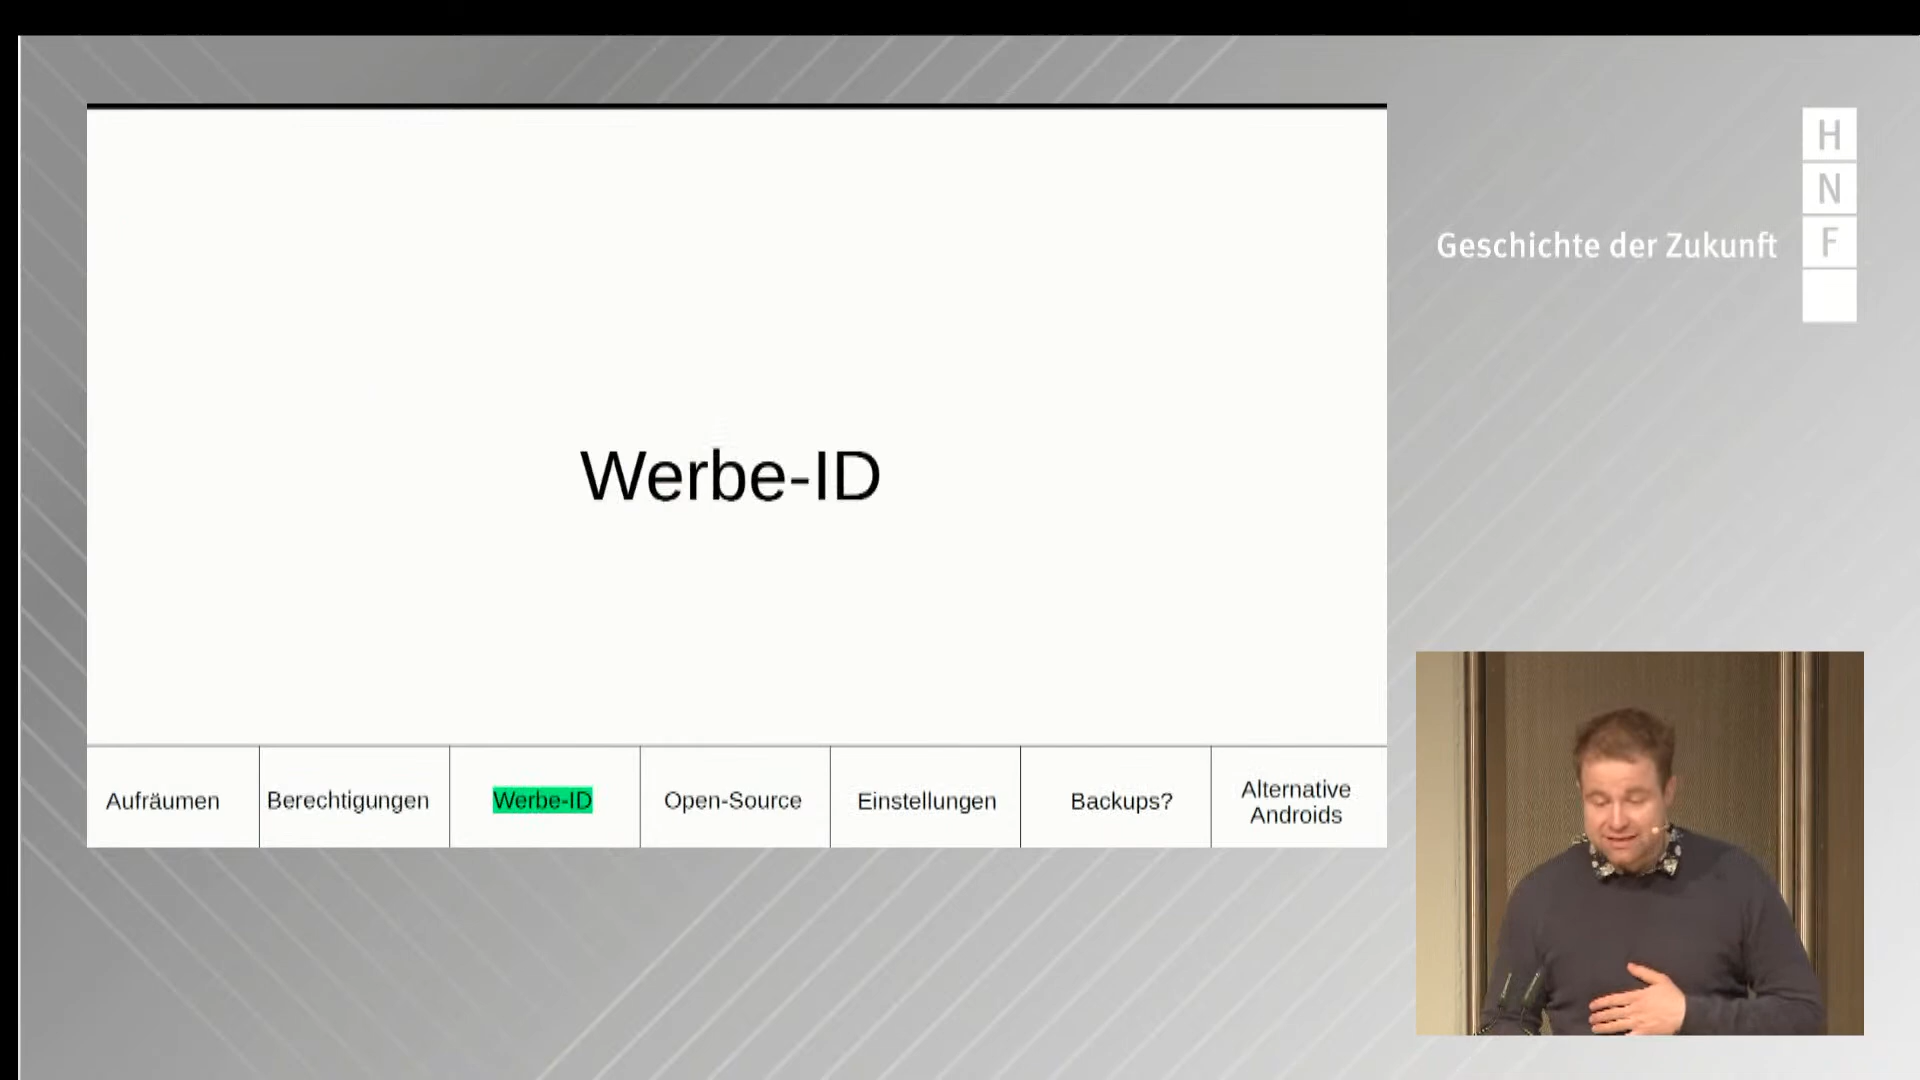 Werbe-ID
Aufräumen
Berechtigungen
Werbe-ID
Open-Source
Einstellungen
Backups?
Alternative
Androids
Geschichte der Zukunft
H
N
F